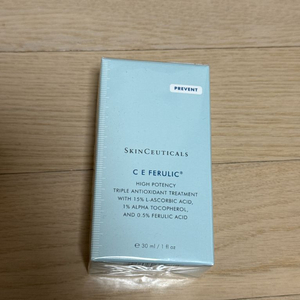 PREVENT
SKINCEUTICALS
C E FERULIC®
HIGH POTENCY
TRIPLE ANTIOXIDANT TREATMENT
WITH 15% L-ASCORBIC ACID,
1% ALPHA TOCOPHEROL,
AND 0.5% FERULIC ACID
e 30 ml / 1 fl oz